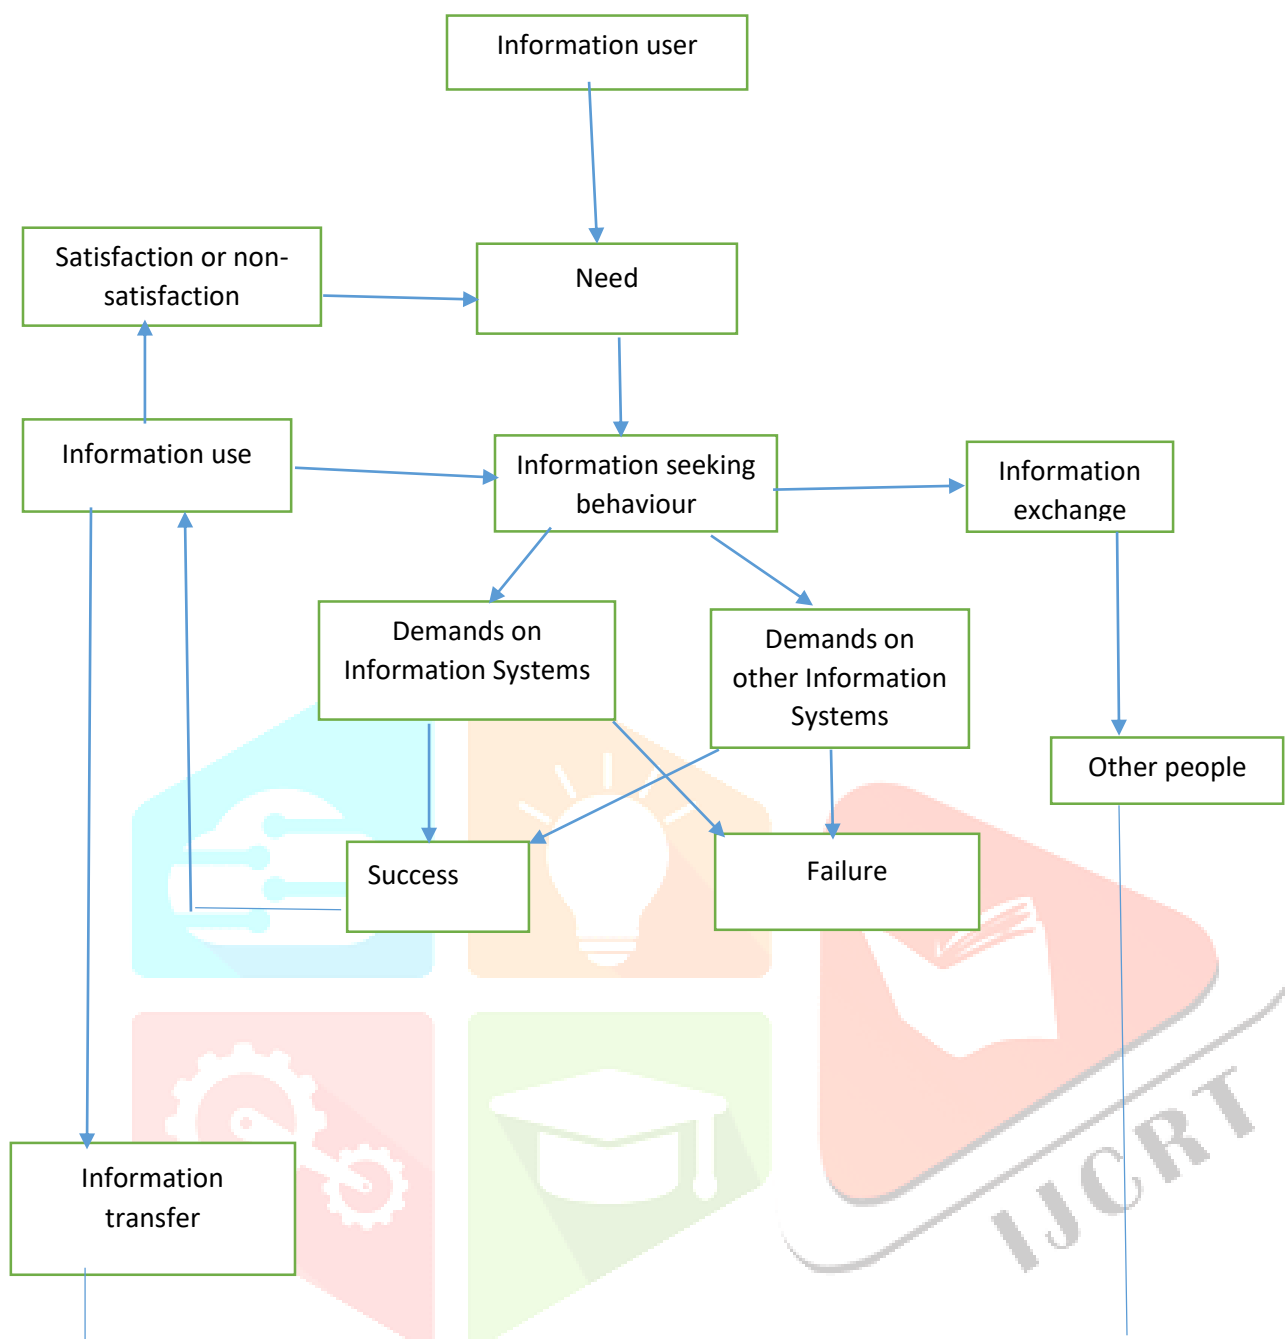 Information user
Satisfaction or non-
satisfaction
Need
Information use
Information seeking
behaviour
Information
exchange
Demands on
Information Systems
Demands on
other Information
Systems
Other people
Success
Failure
Information
transfer
IJCRT